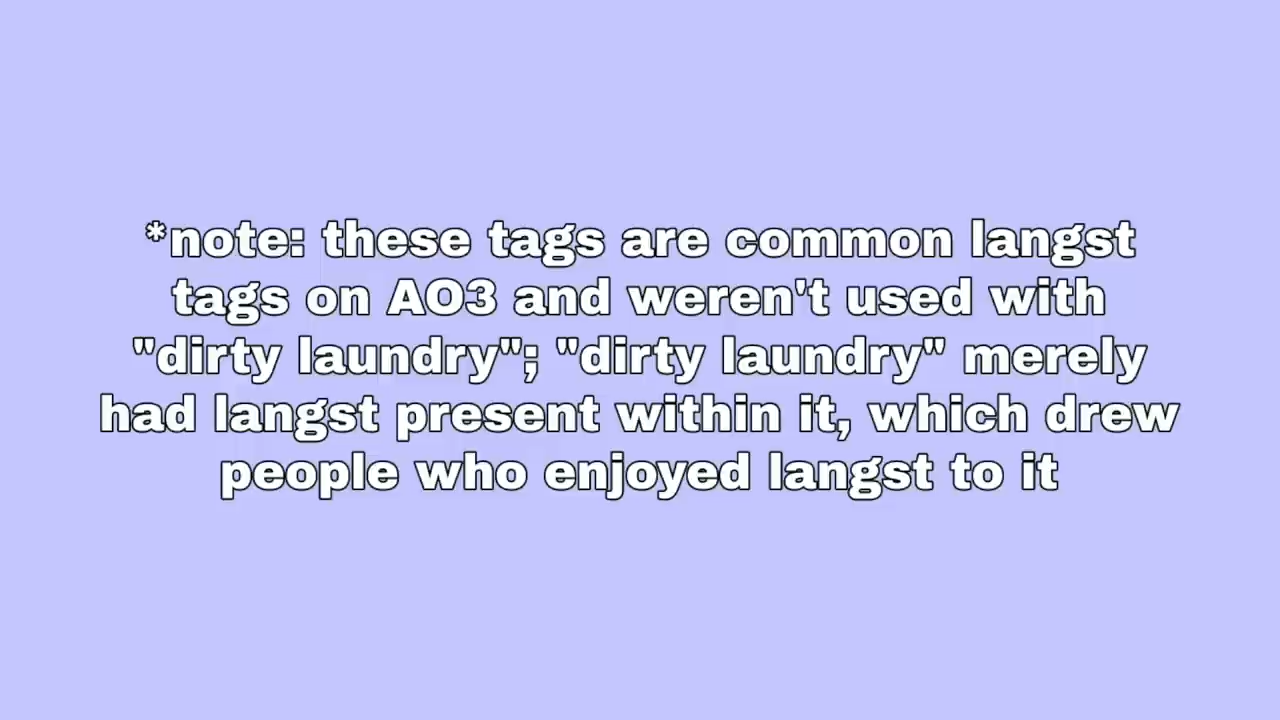 *note: these tags are common langst
tags on AO3 and weren't used with
"dirty laundry"; "dirty laundry" merely
had langst present within it, which drew
people who enjoyed langst to it